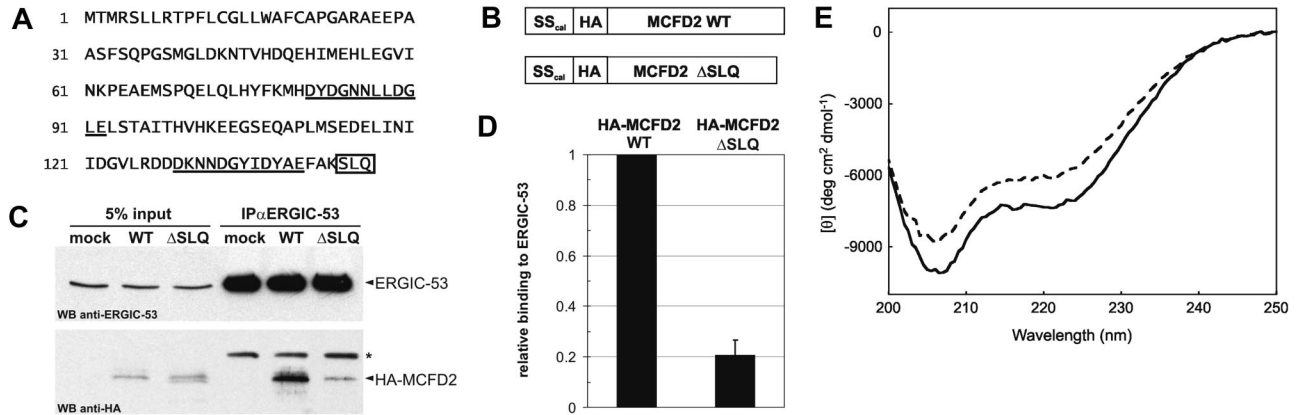 A
1 MTMRSLLRTPFLCGLLWAFCAPGARAEEPA
31 ASFSQPGSMGLDKNTVHDQEHIMEHLEGVI
61 NKPEAEMSPQELQLHYFKMHDYDGNNLLDG
91 LELSTAITHVHKEEGSEQAPLMSEDELINI
121 IDGVLRDDDKNNDGYIDYAEFAKSLQ
B
SScal HA MCFD2 WT
SScal HA MCFD2 ΔSLQ
C
5% input IPαERGIC-53
mock WT ΔSLQ mock WT ΔSLQ
ERGIC-53
WB anti-ERGIC-53
*
HA-MCFD2
WB anti-HA
D
HA-MCFD2 WT
HA-MCFD2 ΔSLQ
relative binding to ERGIC-53
1
0.8
0.6
0.4
0.2
0
E
[θ] (deg cm2 dmol-1)
0
-3000
-6000
-9000
200 210 220 230 240 250
Wavelength (nm)